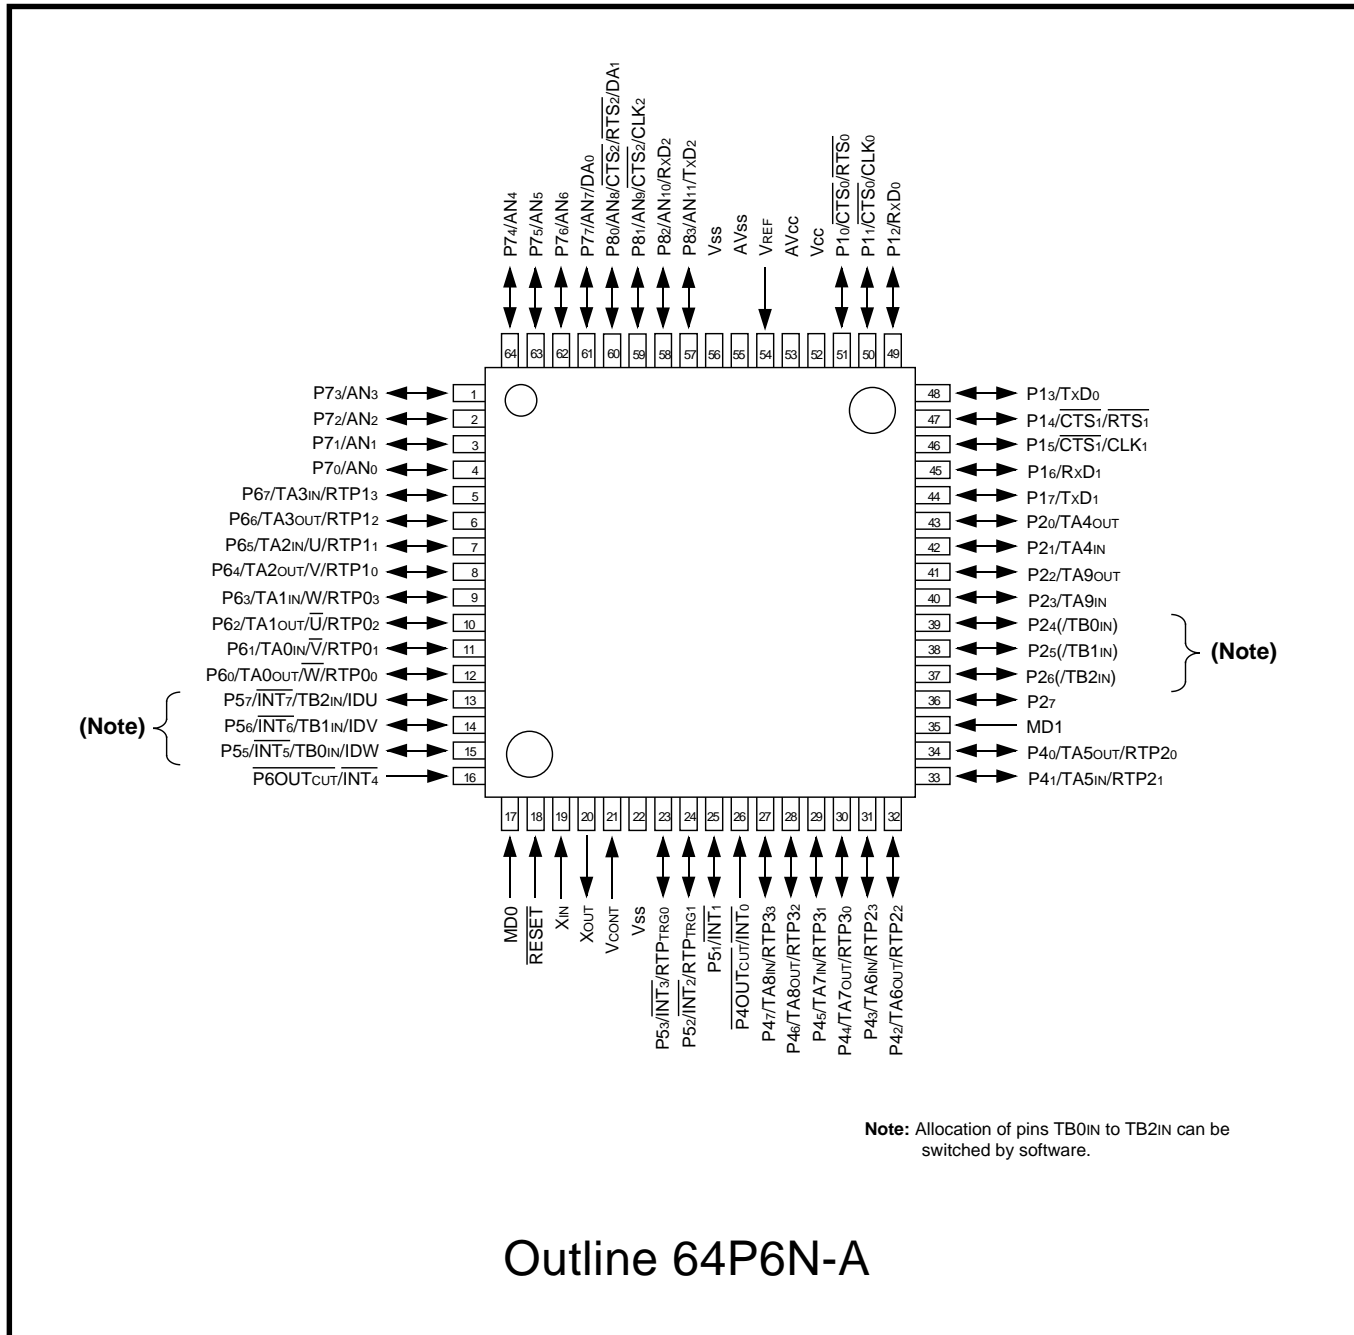 P74/AN4
P75/AN5
P76/AN6
P77/AN7/DA0
P80/AN8/CTS2/RTS2/DA1
P81/AN9/CTS2/CLK2
P82/AN10/RxD2
P83/AN11/TxD2
Vss
AVss
VREF
AVcc
Vcc
P10/CTS0/RTS0
P11/CTS0/CLK0
P12/RxD0
64 63 62 61 60 59 58 57 56 55 54 53 52 51 50 49
P73/AN3 1
P72/AN2 2
P71/AN1 3
P70/AN0 4
P67/TA3IN/RTP13 5
P66/TA3OUT/RTP12 6
P65/TA2IN/U/RTP11 7
P64/TA2OUT/V/RTP10 8
P63/TA1IN/W/RTP03 9
P62/TA1OUT/U/RTP02 10
P61/TA0IN/V/RTP01 11
P60/TA0OUT/W/RTP00 12
P57/INT7/TB2IN/IDU 13
(Note)
P56/INT6/TB1IN/IDV 14
P55/INT5/TB0IN/IDW 15
P6OUTCUT/INT4 16
48 P13/TxD0
47 P14/CTS1/RTS1
46 P15/CTS1/CLK1
45 P16/RxD1
44 P17/TxD1
43 P20/TA4OUT
42 P21/TA4IN
41 P22/TA9OUT
40 P23/TA9IN
39 P24(/TB0IN)
38 P25(/TB1IN)
(Note)
37 P26(/TB2IN)
36 P27
35 MD1
34 P40/TA5OUT/RTP20
33 P41/TA5IN/RTP21
17 18 19 20 21 22 23 24 25 26 27 28 29 30 31 32
MD0
RESET
XIN
XOUT
VCONT
Vss
P53/INT3/RTPTRG0
P52/INT2/RTPTRG1
P51/INT1
P4OUTCUT/INT0
P47/TA8IN/RTP33
P46/TA8OUT/RTP32
P45/TA7IN/RTP31
P44/TA7OUT/RTP30
P43/TA6IN/RTP23
P42/TA6OUT/RTP22
Note: Allocation of pins TB0IN to TB2IN can be
switched by software.
Outline 64P6N-A